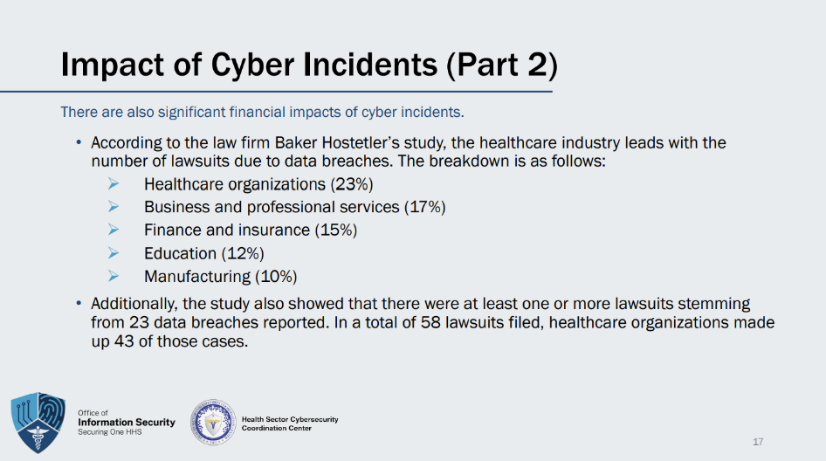 Impact of Cyber Incidents (Part 2)
There are also significant financial impacts of cyber incidents.
• According to the law firm Baker Hostetler's study, the healthcare industry leads with the
number of lawsuits due to data breaches. The breakdown is as follows:
➢ Healthcare organizations (23%)
➢ Business and professional services (17%)
➢ Finance and insurance (15%)
➢ Education (12%)
➢ Manufacturing (10%)
• Additionally, the study also showed that there were at least one or more lawsuits stemming
from 23 data breaches reported. In a total of 58 lawsuits filed, healthcare organizations made
up 43 of those cases.
Office of
Information Security
Securing One HHS
Health Sector Cybersecurity
Coordination Center
17